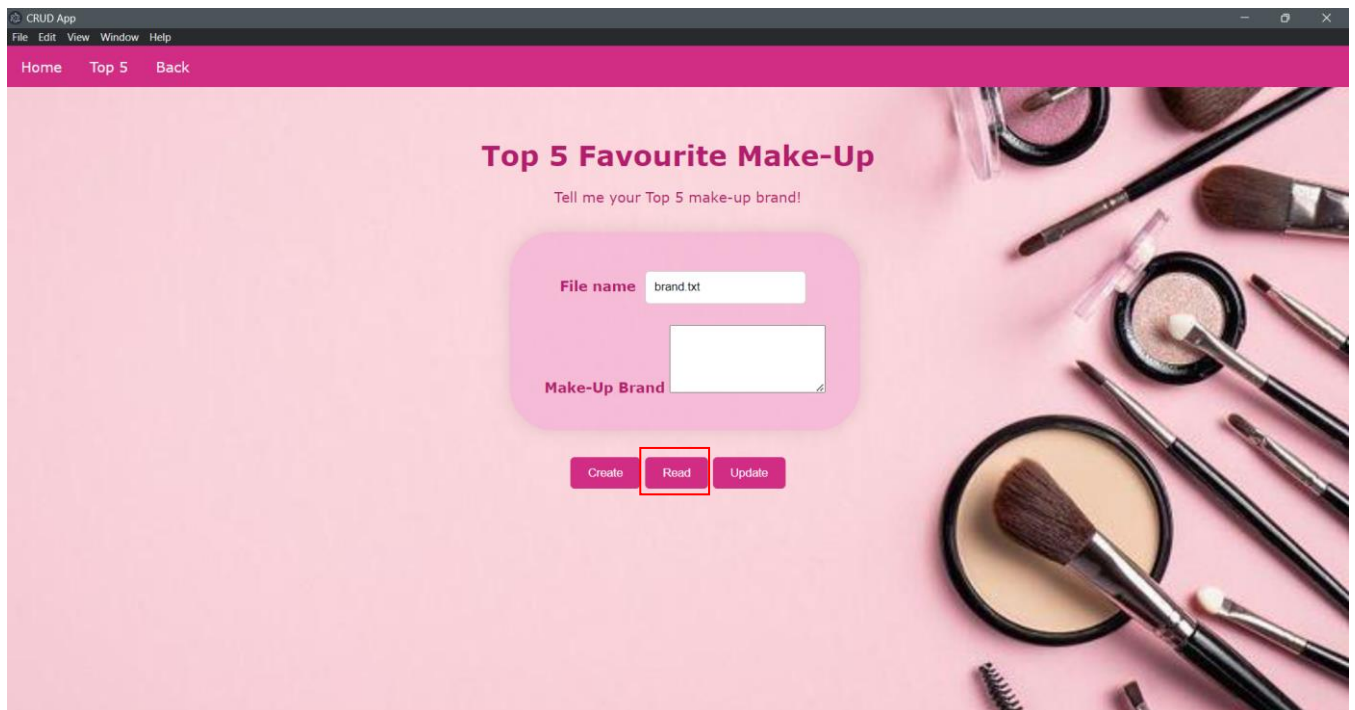 CRUD App
File Edit View Window Help
Home Top 5 Back
Top 5 Favourite Make-Up
Tell me your Top 5 make-up brand!
File name brand.txt
Make-Up Brand
Create Read Update